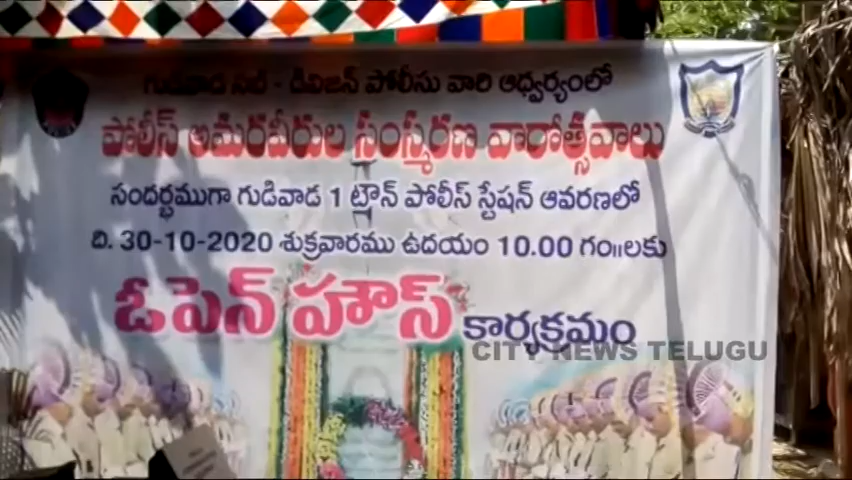 గుడివాడ సబ్ - డివిజన్ పోలీసు వారి ఆధ్వర్యంలో
పోలీస్ అమరవీరుల సంస్మరణ వారోత్సవాలు
సందర్భముగా గుడివాడ 1 టౌన్ పోలీస్ స్టేషన్ ఆవరణలో
ది. 30-10-2020 శుక్రవారము ఉదయం 10.00 గం॥లకు
ఓపెన్ హౌస్ కార్యక్రమం
CITY NEWS TELUGU